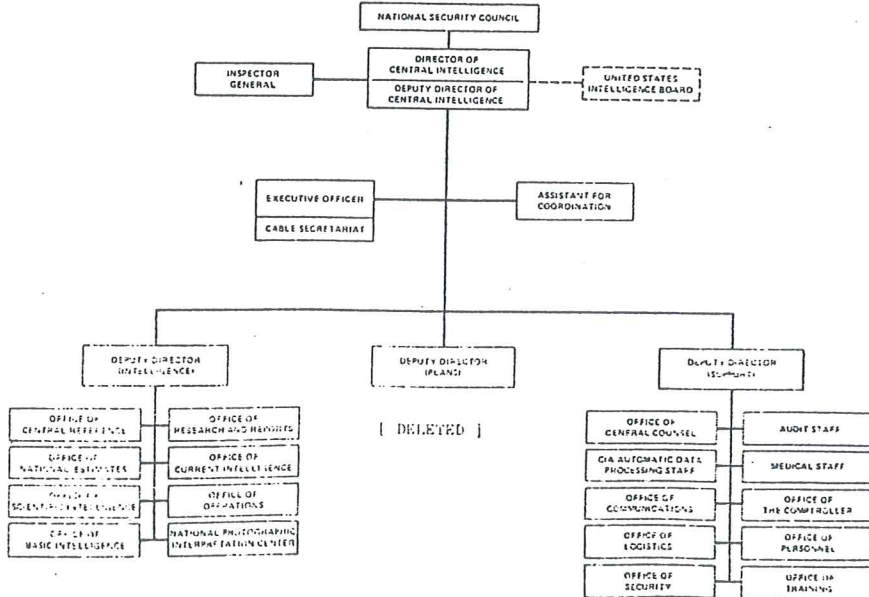 NATIONAL SECURITY COUNCIL
DIRECTOR OF
CENTRAL INTELLIGENCE
DEPUTY DIRECTOR OF
CENTRAL INTELLIGENCE
INSPECTOR
GENERAL
UNITED STATES
INTELLIGENCE BOARD
EXECUTIVE OFFICER
CABLE SECRETARIAT
ASSISTANT FOR
COORDINATION
DEPUTY DIRECTOR
(INTELLIGENCE)
DEPUTY DIRECTOR
(PLANS)
DEPUTY DIRECTOR
(SUPPORT)
[ DELETED ]
OFFICE OF
CENTRAL REFERENCE
OFFICE OF
RESEARCH AND REPORTS
OFFICE OF
NATIONAL ESTIMATES
OFFICE OF
CURRENT INTELLIGENCE
OFFICE OF
SCIENTIFIC INTELLIGENCE
OFFICE OF
OPERATIONS
OFFICE OF
BASIC INTELLIGENCE
NATIONAL PHOTOGRAPHIC
INTERPRETATION CENTER
OFFICE OF
GENERAL COUNSEL
AUDIT STAFF
CIA AUTOMATIC DATA
PROCESSING STAFF
MEDICAL STAFF
OFFICE OF
COMMUNICATIONS
OFFICE OF
THE COMPTROLLER
OFFICE OF
LOGISTICS
OFFICE OF
PERSONNEL
OFFICE OF
SECURITY
OFFICE OF
TRAINING